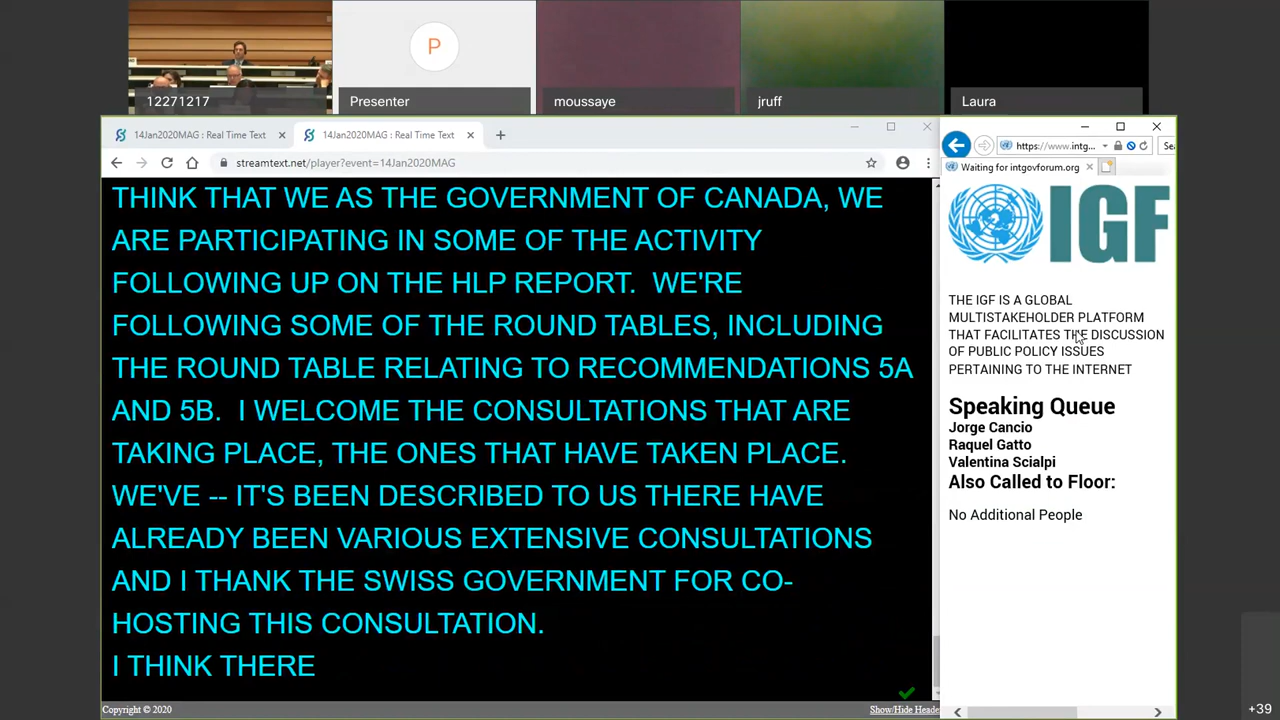 12271217
P
Presenter
moussaye
jruff
Laura
14Jan2020MAG : Real Time Text
14Jan2020MAG : Real Time Text
streamtext.net/player?event=14Jan2020MAG
THINK THAT WE AS THE GOVERNMENT OF CANADA, WE
ARE PARTICIPATING IN SOME OF THE ACTIVITY
FOLLOWING UP ON THE HLP REPORT.  WE'RE
FOLLOWING SOME OF THE ROUND TABLES, INCLUDING
THE ROUND TABLE RELATING TO RECOMMENDATIONS 5A
AND 5B.  I WELCOME THE CONSULTATIONS THAT ARE
TAKING PLACE, THE ONES THAT HAVE TAKEN PLACE.
WE'VE -- IT'S BEEN DESCRIBED TO US THERE HAVE
ALREADY BEEN VARIOUS EXTENSIVE CONSULTATIONS
AND I THANK THE SWISS GOVERNMENT FOR CO-
HOSTING THIS CONSULTATION.
I THINK THERE
Copyright © 2020
Show/Hide Heade
https://www.intg...
Sea
Waiting for intgovforum.org
IGF
THE IGF IS A GLOBAL
MULTISTAKEHOLDER PLATFORM
THAT FACILITATES THE DISCUSSION
OF PUBLIC POLICY ISSUES
PERTAINING TO THE INTERNET
Speaking Queue
Jorge Cancio
Raquel Gatto
Valentina Scialpi
Also Called to Floor:
No Additional People
+39